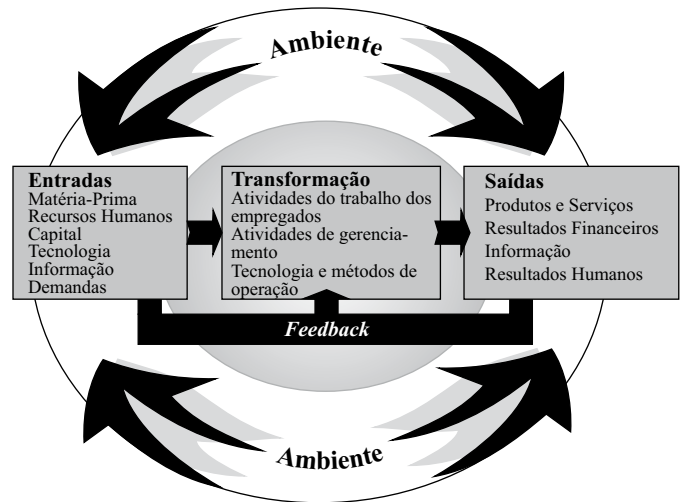 Ambiente
Entradas
Matéria-Prima
Recursos Humanos
Capital
Tecnologia
Informação
Demandas
Transformação
Atividades do trabalho dos
empregados
Atividades de gerencia-
mento
Tecnologia e métodos de
operação
Saídas
Produtos e Serviços
Resultados Financeiros
Informação
Resultados Humanos
Feedback
Ambiente